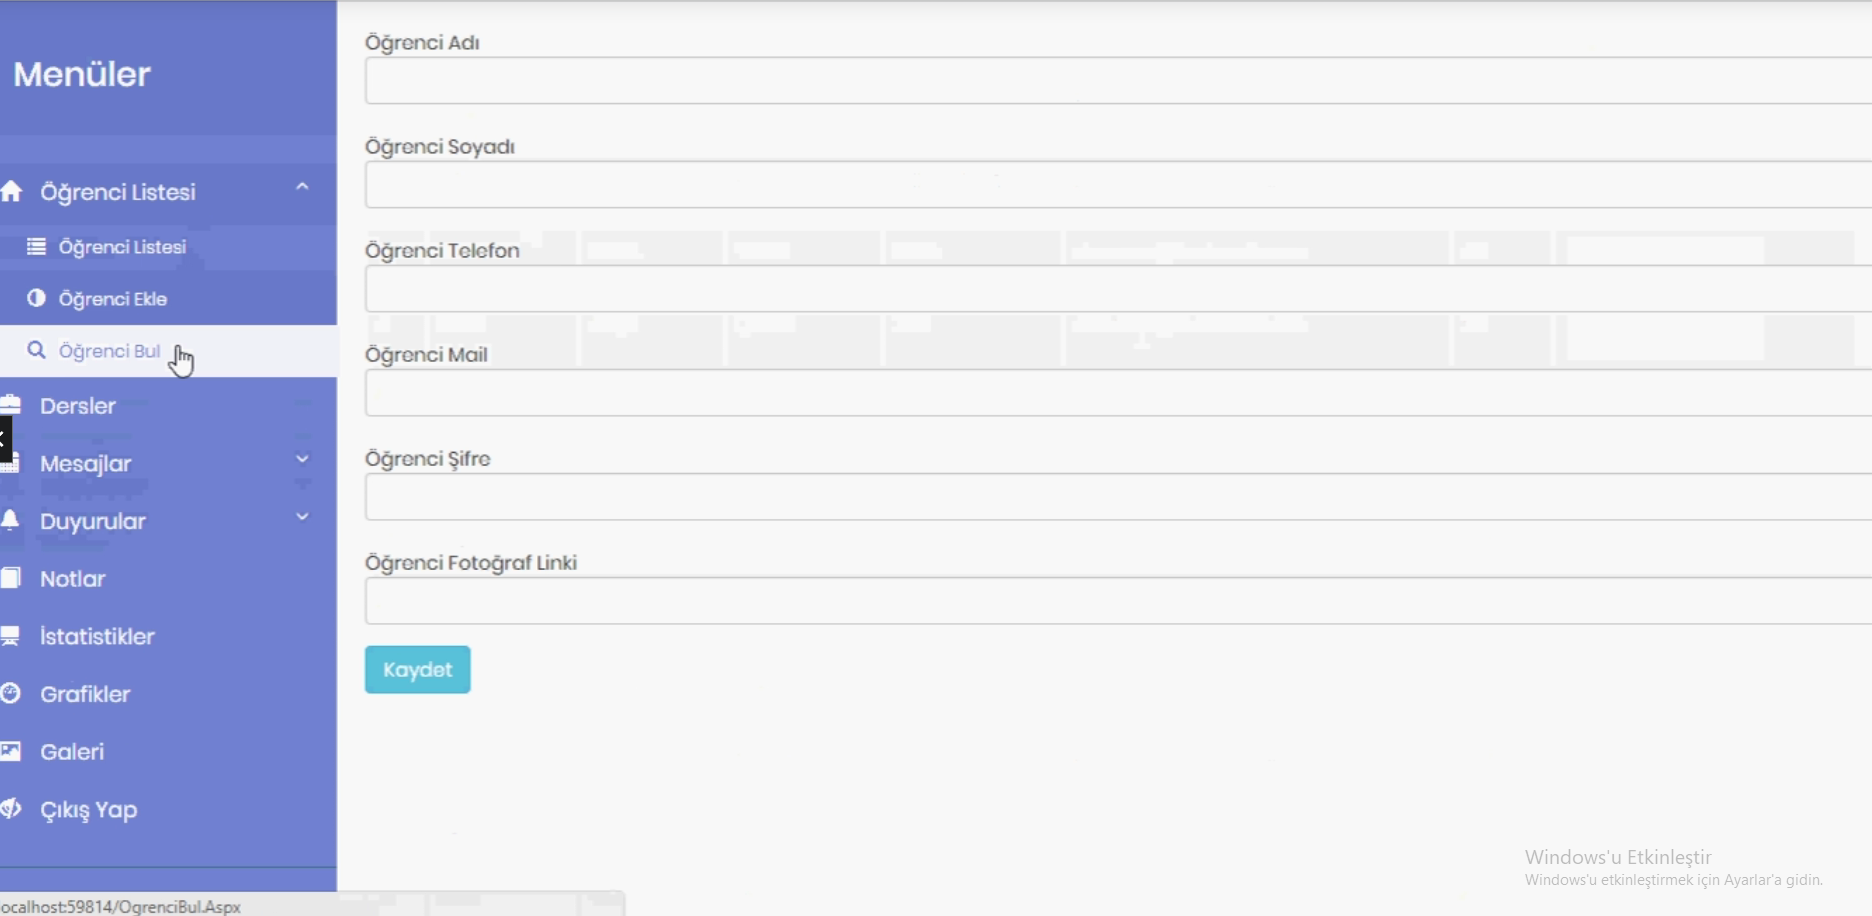 Menüler
Öğrenci Listesi
Öğrenci Listesi
Öğrenci Ekle
Öğrenci Bul
Dersler
Mesajlar
Duyurular
Notlar
İstatistikler
Grafikler
Galeri
Çıkış Yap
Öğrenci Adı
Öğrenci Soyadı
Öğrenci Telefon
Öğrenci Mail
Öğrenci Şifre
Öğrenci Fotoğraf Linki
Kaydet
Windows'u Etkinleştir
Windows'u etkinleştirmek için Ayarlar'a gidin.
ocalhost:59814/OgrenciBul.Aspx